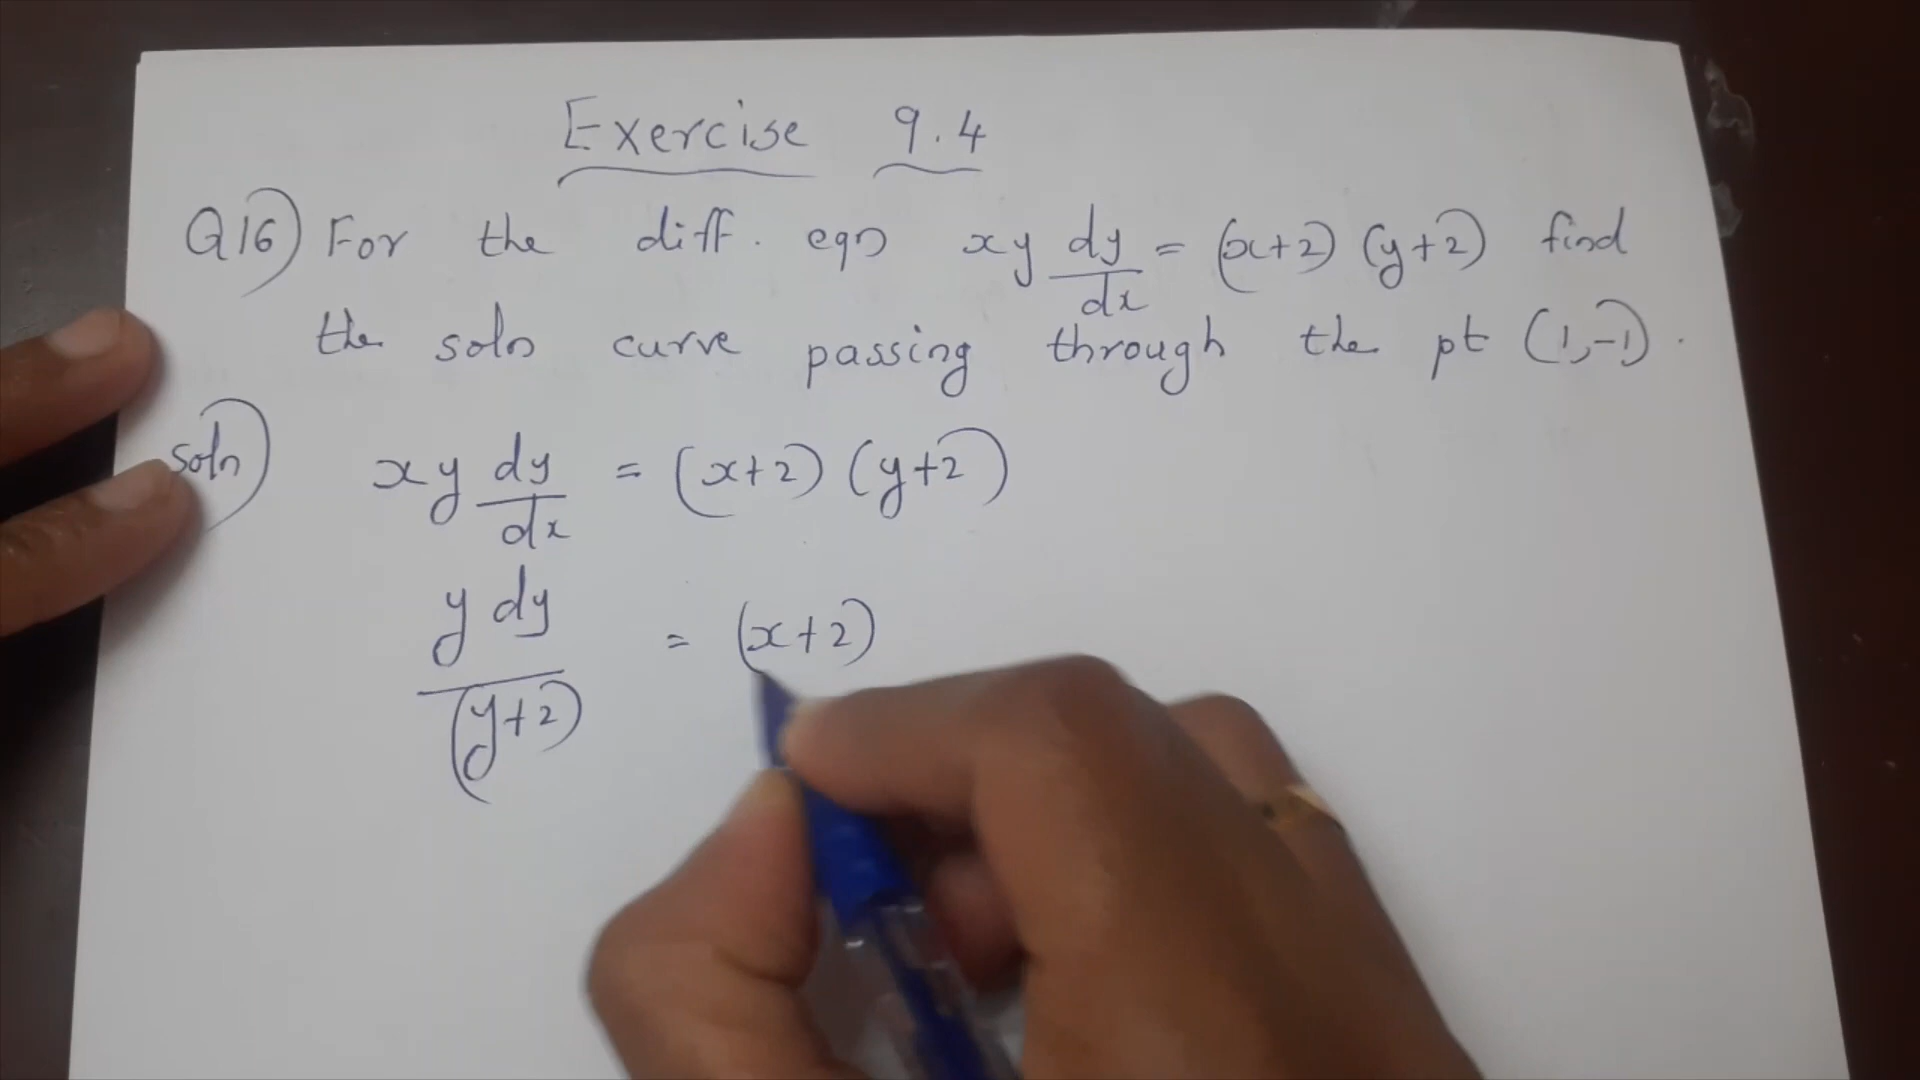 Exercise 9.4
Q16) For the diff. eqn xy dy/dx = (x+2) (y+2) find
the soln curve passing through the pt (1,-1).
soln) xy dy/dx = (x+2) (y+2)
y dy/(y+2) = (x+2)